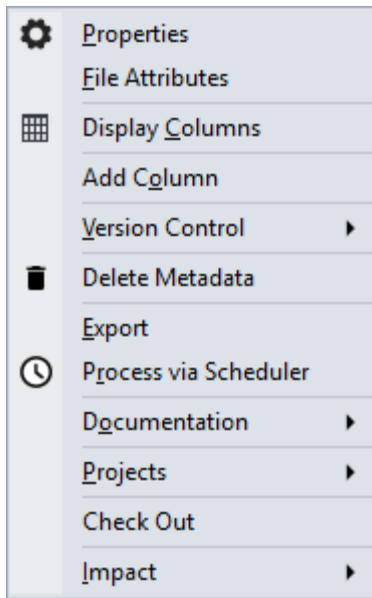 Properties
File Attributes
Display Columns
Add Column
Version Control
Delete Metadata
Export
Process via Scheduler
Documentation
Projects
Check Out
Impact